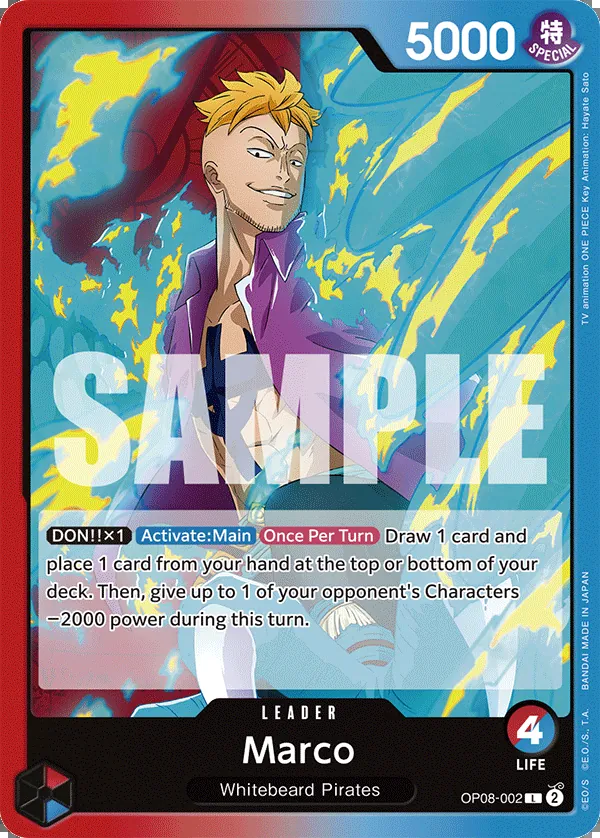 5000
特
SPECIAL
TV animation ONE PIECE Key Animation: Hayate Sato
SAMPLE
DON!!×1 Activate:Main Once Per Turn Draw 1 card and
place 1 card from your hand at the top or bottom of your
deck. Then, give up to 1 of your opponent's Characters
−2000 power during this turn.
BANDAI MADE IN JAPAN
©E.O./S., T.A.
©EO/S
LEADER
4
LIFE
Marco
Whitebeard Pirates
OP08-002 L 2